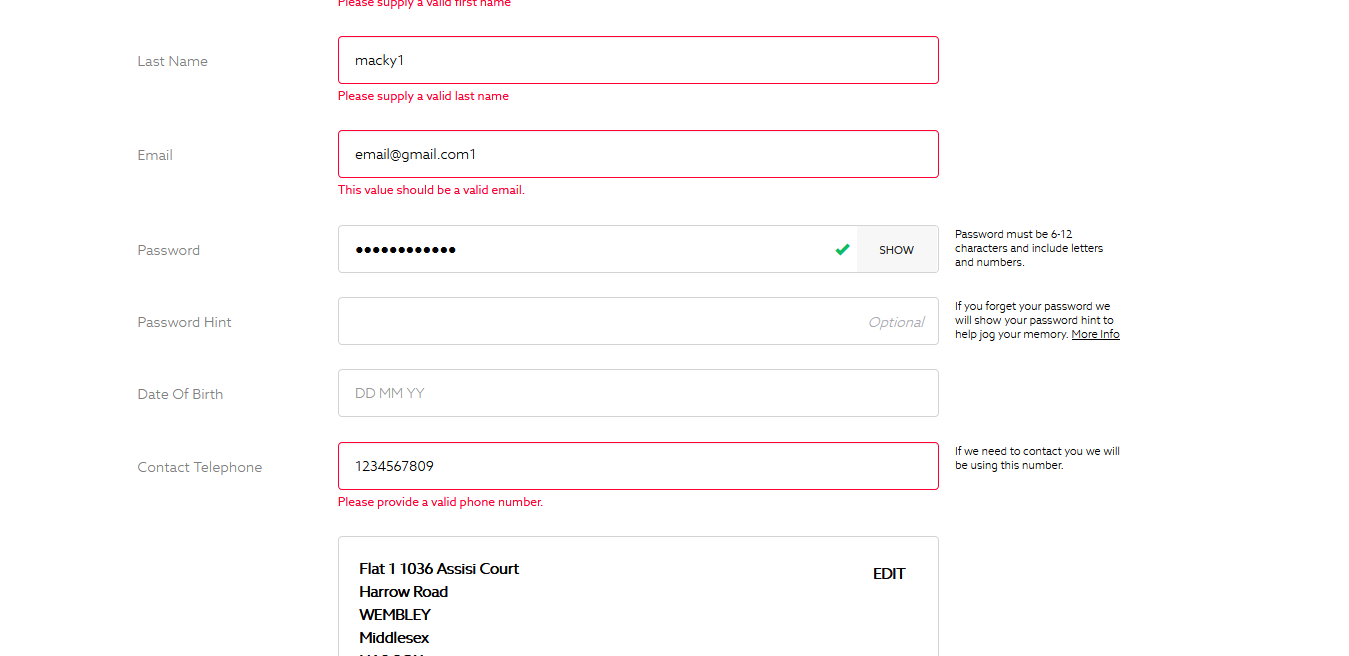 Please supply a valid first name
Last Name
macky1
Please supply a valid last name
Email
email@gmail.com1
This value should be a valid email.
Password
••••••••••••
SHOW
Password must be 6-12
characters and include letters
and numbers.
Password Hint
Optional
If you forget your password we
will show your password hint to
help jog your memory. More Info
Date Of Birth
DD MM YY
Contact Telephone
1234567809
If we need to contact you we will
be using this number.
Please provide a valid phone number.
Flat 1 1036 Assisi Court
EDIT
Harrow Road
WEMBLEY
Middlesex